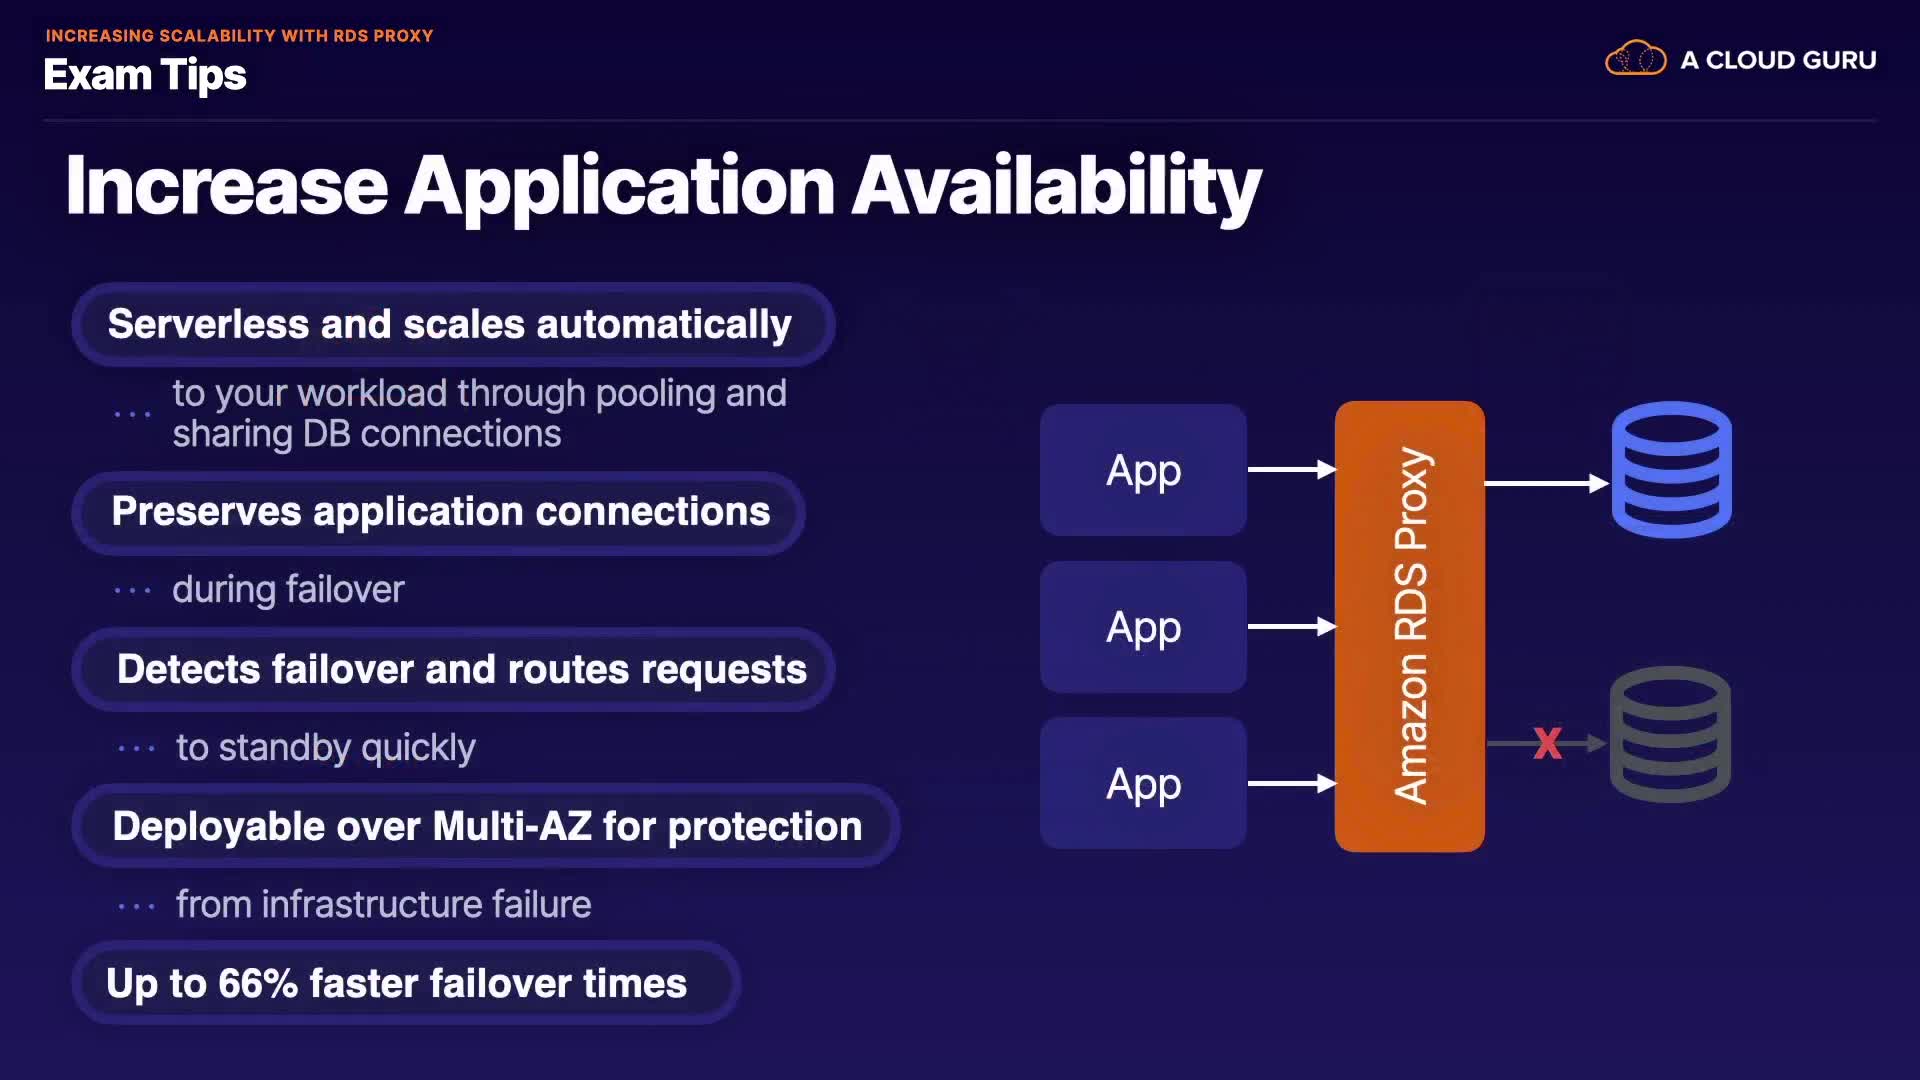 INCREASING SCALABILITY WITH RDS PROXY
Exam Tips
A CLOUD GURU
Increase Application Availability
Serverless and scales automatically
... to your workload through pooling and
sharing DB connections
Preserves application connections
... during failover
Detects failover and routes requests
... to standby quickly
Deployable over Multi-AZ for protection
... from infrastructure failure
Up to 66% faster failover times
App
App
App
Amazon RDS Proxy
X